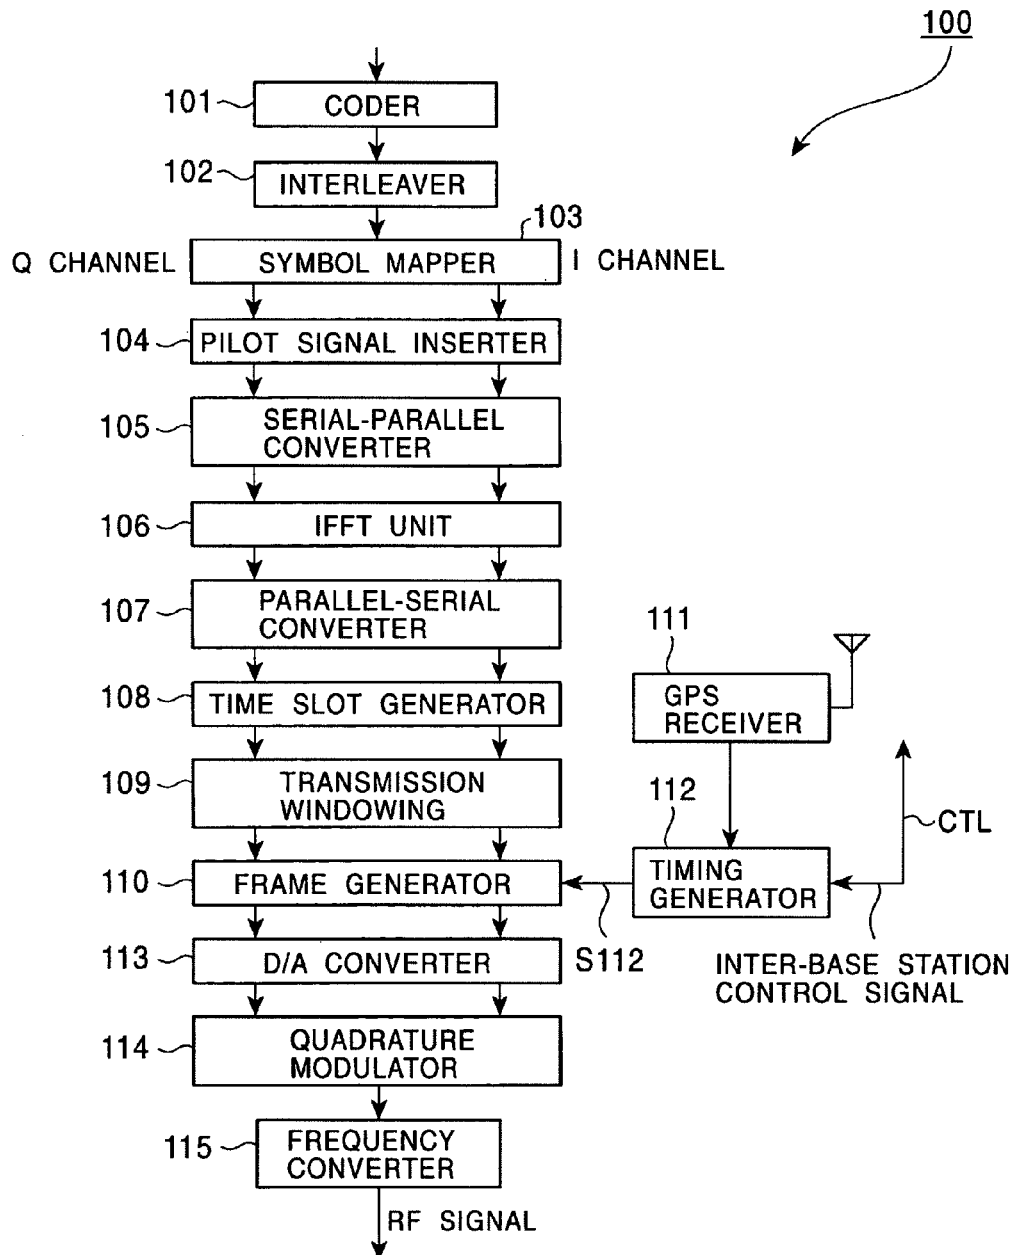 100
101
CODER
102
INTERLEAVER
103
Q CHANNEL
SYMBOL MAPPER
I CHANNEL
104
PILOT SIGNAL INSERTER
105
SERIAL-PARALLEL
CONVERTER
106
IFFT UNIT
107
PARALLEL-SERIAL
CONVERTER
111
GPS
RECEIVER
108
TIME SLOT GENERATOR
109
TRANSMISSION
WINDOWING
112
CTL
110
FRAME GENERATOR
TIMING
GENERATOR
113
D/A CONVERTER
S112
INTER-BASE STATION
CONTROL SIGNAL
114
QUADRATURE
MODULATOR
115
FREQUENCY
CONVERTER
RF SIGNAL